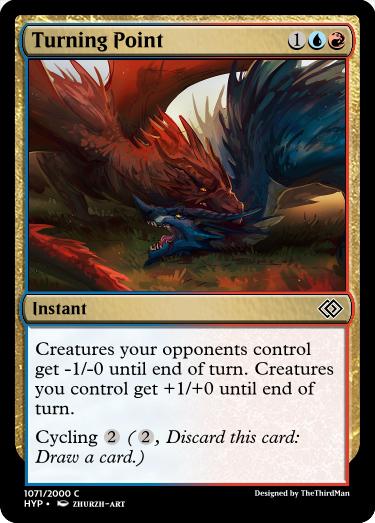 Turning Point 1
Instant
Creatures your opponents control
get -1/-0 until end of turn. Creatures
you control get +1/+0 until end of
turn.
Cycling 2 ( 2, Discard this card:
Draw a card.)
1071/2000 C
HYP • ZHURZH-ART
Designed by TheThirdMan